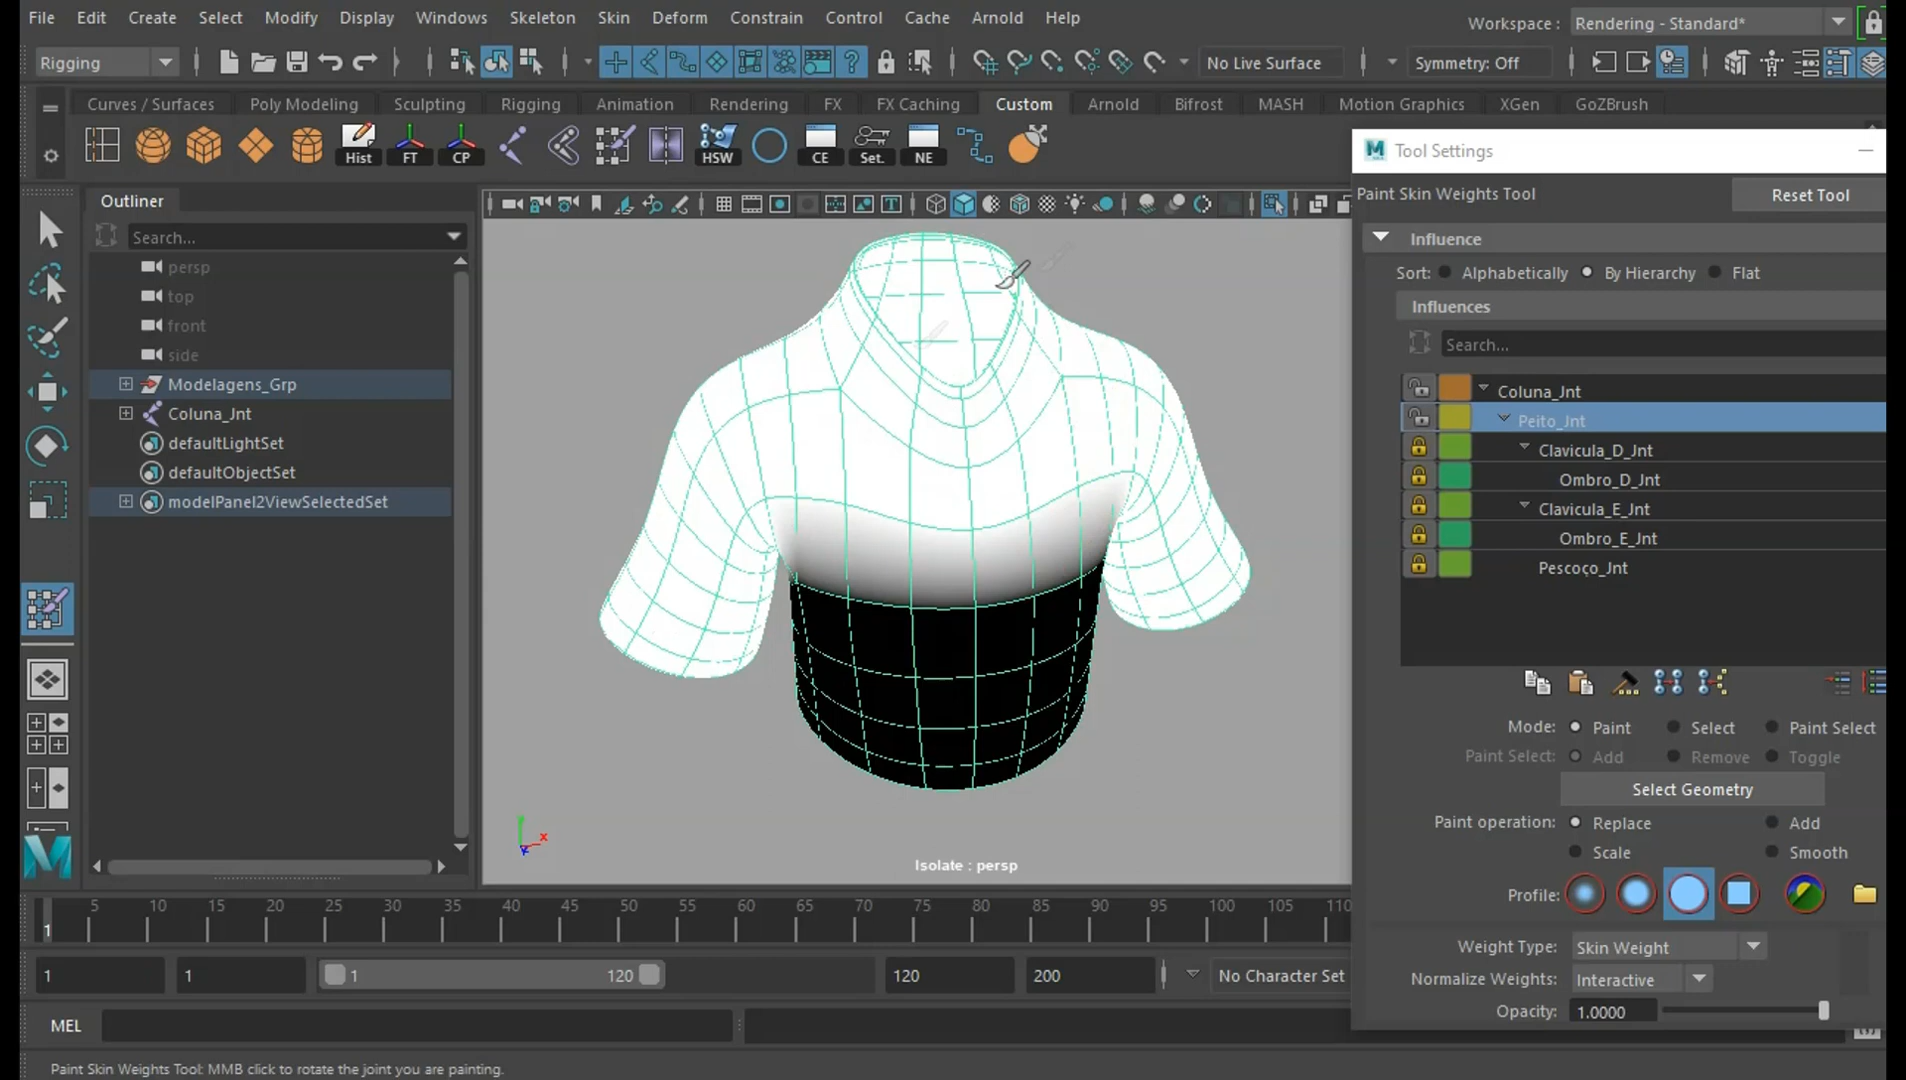 File Edit Create Select Modify Display Windows Skeleton Skin Deform Constrain Control Cache Arnold Help
Workspace : Rendering - Standard*
Rigging
No Live Surface
Symmetry: Off
Curves / Surfaces Poly Modeling Sculpting Rigging Animation Rendering FX FX Caching Custom Arnold Bifrost MASH Motion Graphics XGen GoZBrush
Hist FT CP HSW CE Set. NE
Tool Settings
Outliner
Paint Skin Weights Tool
Reset Tool
Search...
Influence
persp
top
front
side
Modelagens_Grp
Coluna_Jnt
defaultLightSet
defaultObjectSet
modelPanel2ViewSelectedSet
Sort: Alphabetically By Hierarchy Flat
Influences
Search...
Coluna_Jnt
Peito_Jnt
Clavicula_D_Jnt
Ombro_D_Jnt
Clavicula_E_Jnt
Ombro_E_Jnt
Pescoço_Jnt
Mode: Paint Select Paint Select
Paint Select: Add Remove Toggle
Select Geometry
Paint operation: Replace Add
Scale Smooth
Profile:
Weight Type: Skin Weight
Normalize Weights: Interactive
Opacity: 1.0000
x
Isolate : persp
5 10 15 20 25 30 35 40 45 50 55 60 65 70 75 80 85 90 95 100 105 110
1
1 1 1 120 120 200 No Character Set
MEL
Paint Skin Weights Tool: MMB click to rotate the joint you are painting.